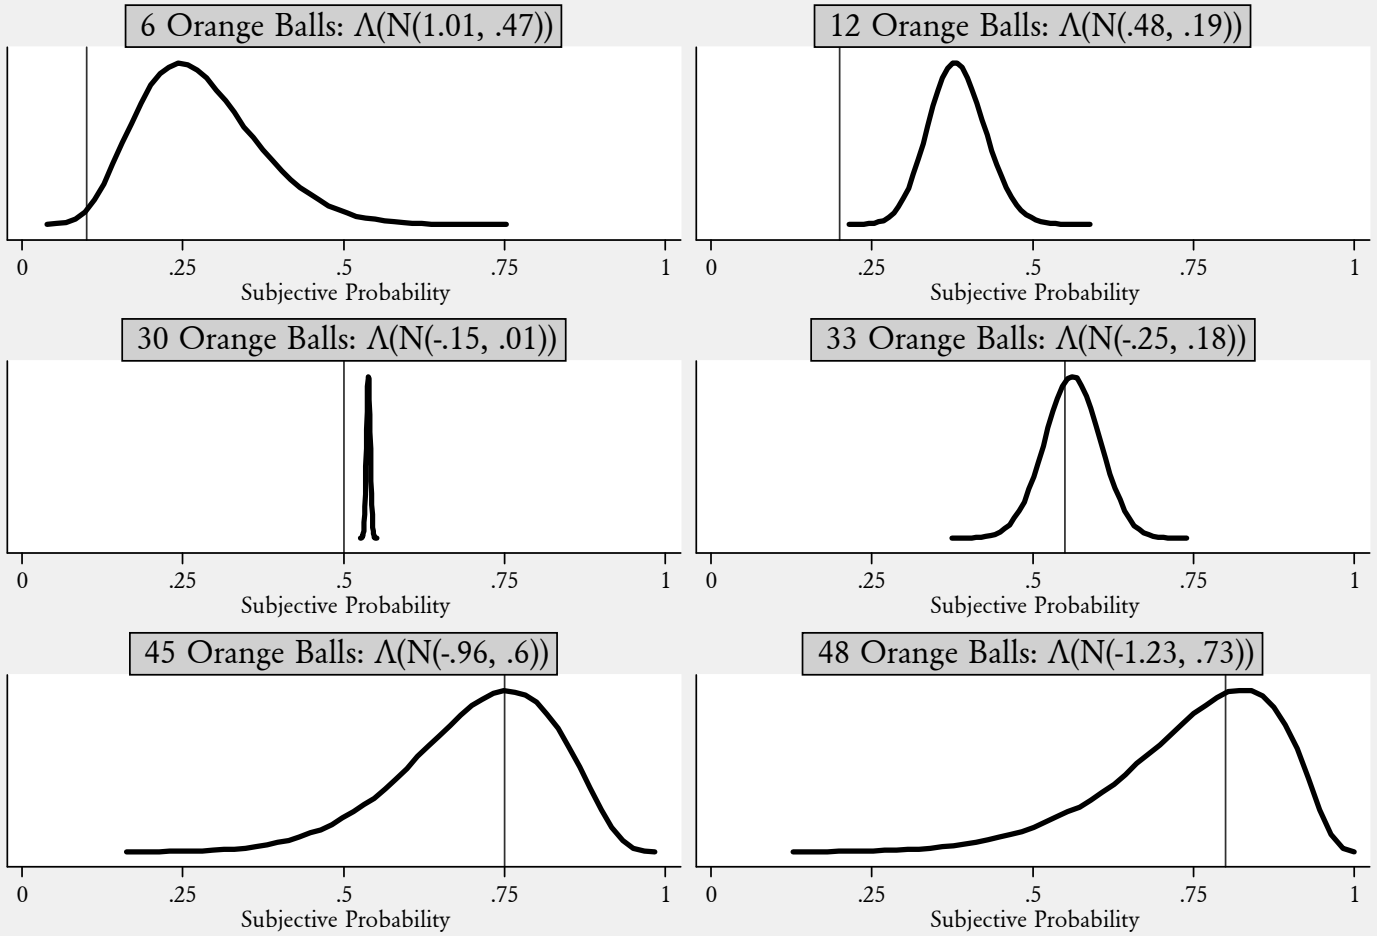 6 Orange Balls: Λ(N(1.01, .47))
0 .25 .5 .75 1
Subjective Probability
12 Orange Balls: Λ(N(.48, .19))
0 .25 .5 .75 1
Subjective Probability
30 Orange Balls: Λ(N(-.15, .01))
0 .25 .5 .75 1
Subjective Probability
33 Orange Balls: Λ(N(-.25, .18))
0 .25 .5 .75 1
Subjective Probability
45 Orange Balls: Λ(N(-.96, .6))
0 .25 .5 .75 1
Subjective Probability
48 Orange Balls: Λ(N(-1.23, .73))
0 .25 .5 .75 1
Subjective Probability